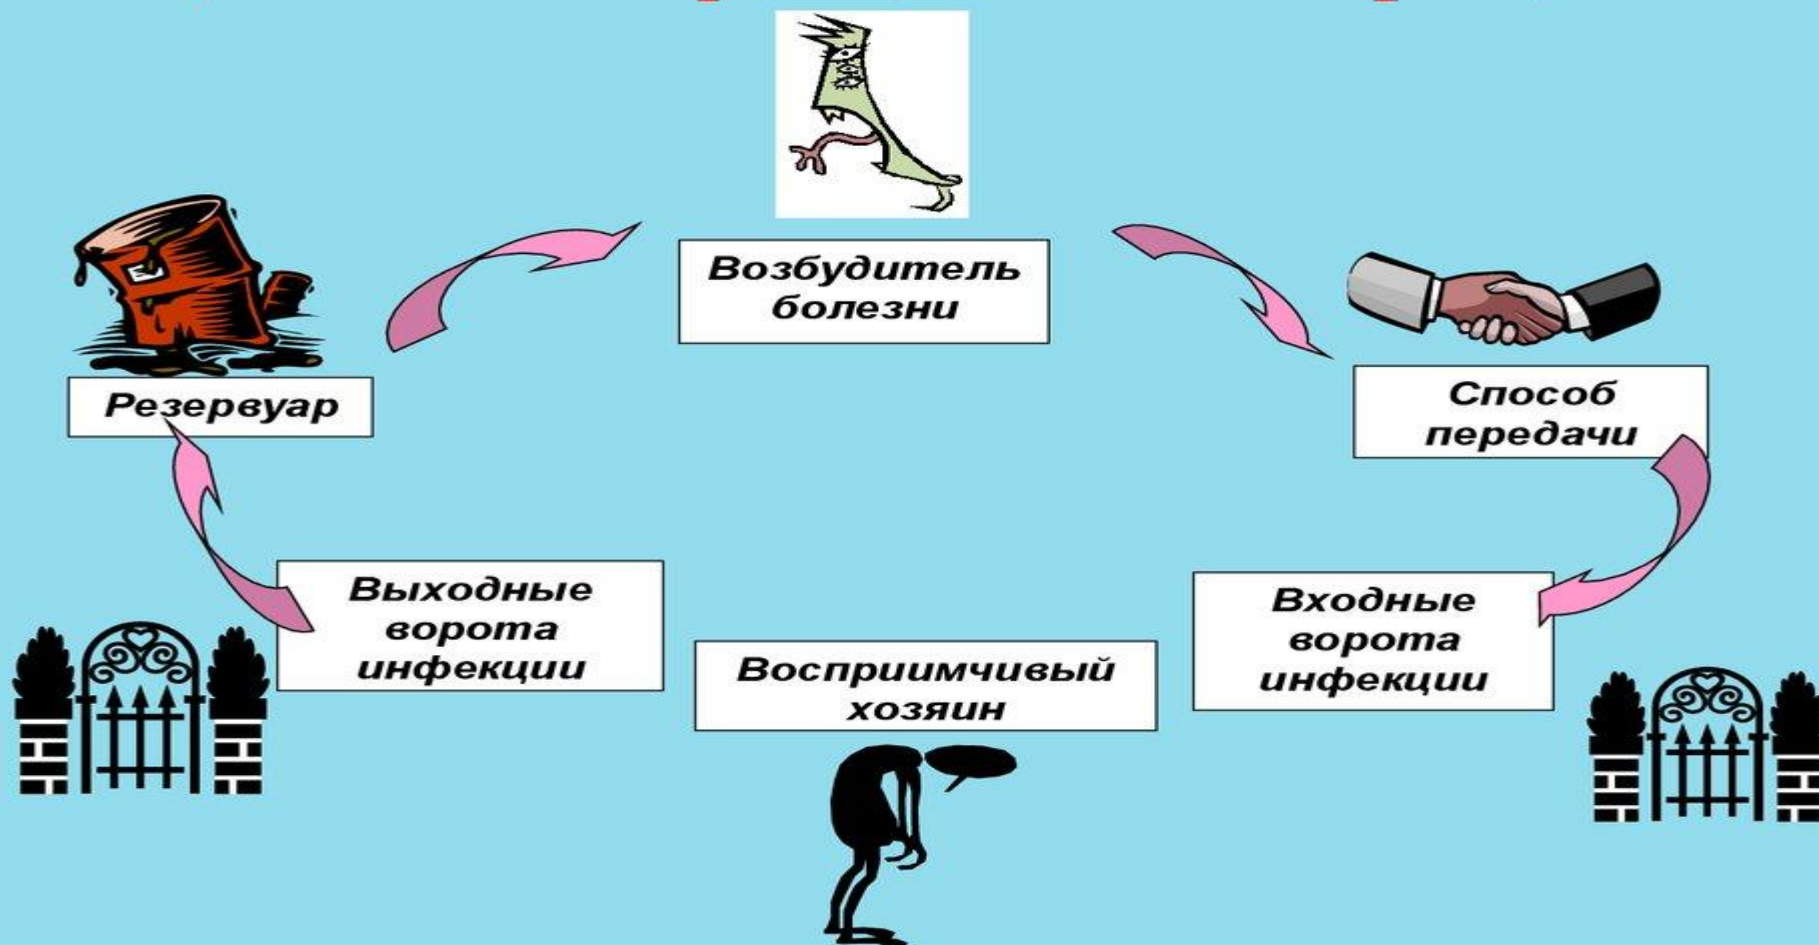 Возбудитель
болезни
Резервуар
Способ
передачи
Выходные
ворота
инфекции
Входные
ворота
инфекции
Восприимчивый
хозяин